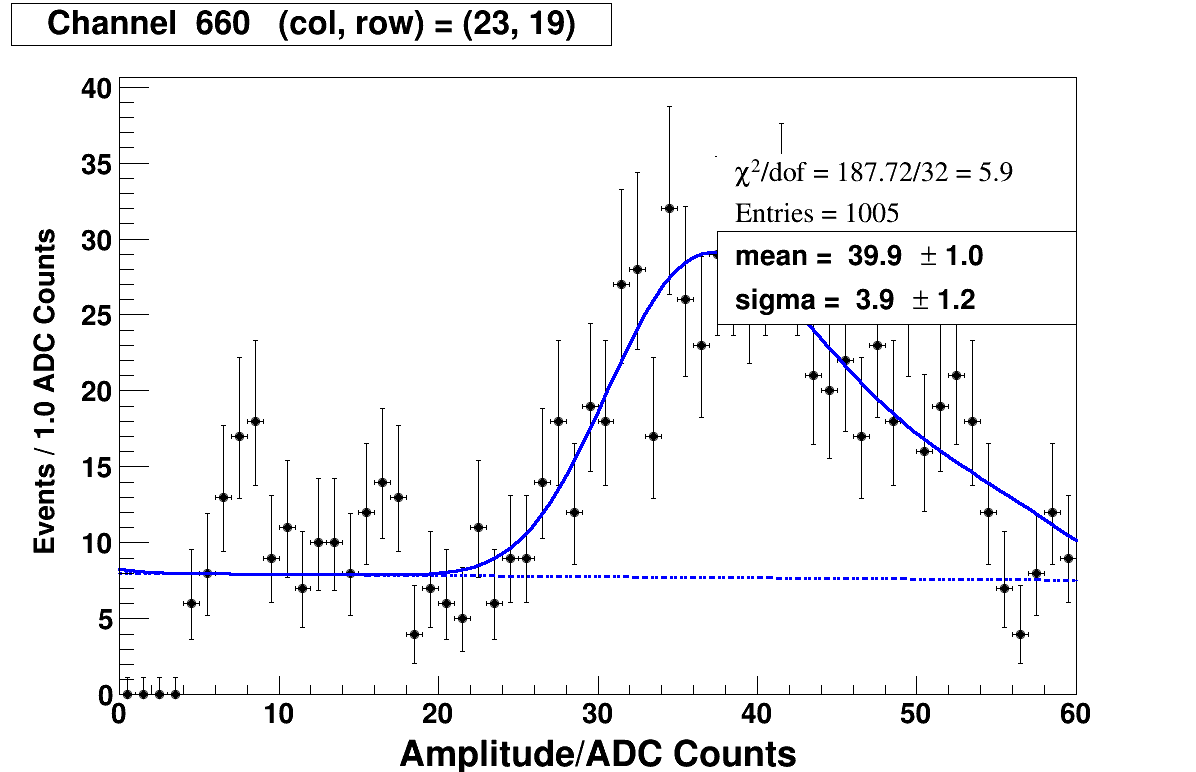 Channel 660 (col, row) = (23, 19)
40
35
30
25
20
15
10
5
0
Events / 1.0 ADC Counts
χ²/dof = 187.72/32 = 5.9
Entries = 1005
mean = 39.9 ± 1.0
sigma = 3.9 ± 1.2
0 10 20 30 40 50 60
Amplitude/ADC Counts